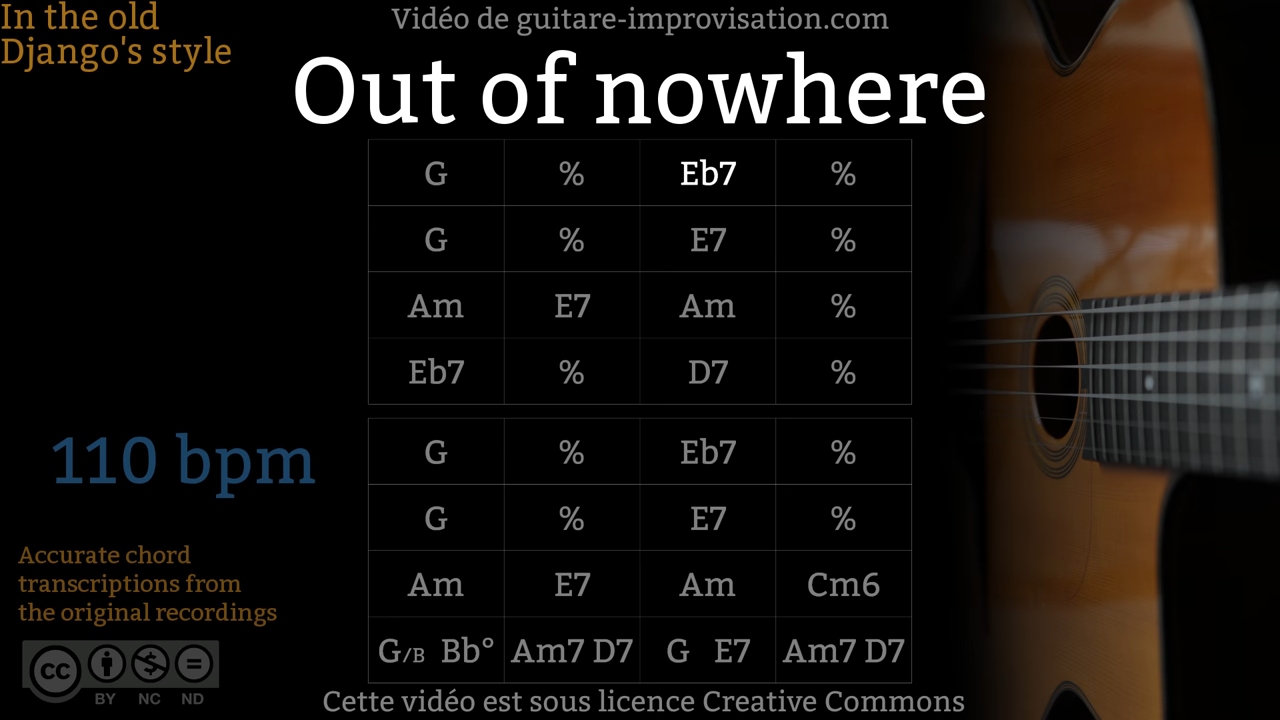 In the old
Django's style
Vidéo de guitare-improvisation.com
Out of nowhere
G % Eb7 %
G % E7 %
Am E7 Am %
Eb7 % D7 %
G % Eb7 %
G % E7 %
Am E7 Am Cm6
G/B Bb° Am7 D7 G E7 Am7 D7
110 bpm
Accurate chord
transcriptions from
the original recordings
cc
BY NC ND
Cette vidéo est sous licence Creative Commons